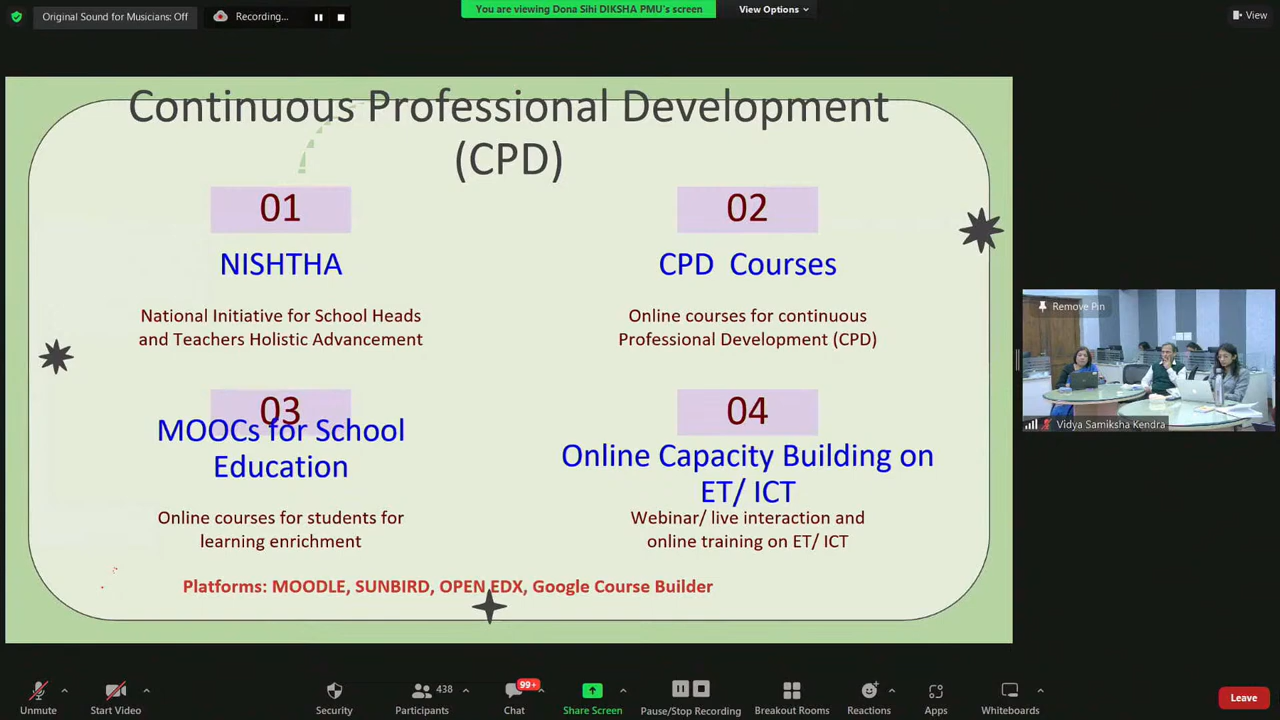 Original Sound for Musicians: Off
Recording...
You are viewing Dona Sihi DIKSHA PMU's screen
View Options
View
Continuous Professional Development
(CPD)
01
NISHTHA
National Initiative for School Heads
and Teachers Holistic Advancement
02
CPD Courses
Online courses for continuous
Professional Development (CPD)
03
MOOCs for School
Education
Online courses for students for
learning enrichment
04
Online Capacity Building on
ET/ ICT
Webinar/ live interaction and
online training on ET/ ICT
Platforms: MOODLE, SUNBIRD, OPEN EDX, Google Course Builder
Remove Pin
Vidya Samiksha Kendra
Unmute
Start Video
Security
Participants
438
Chat
99+
Share Screen
Pause/Stop Recording
Breakout Rooms
Reactions
Apps
Whiteboards
Leave